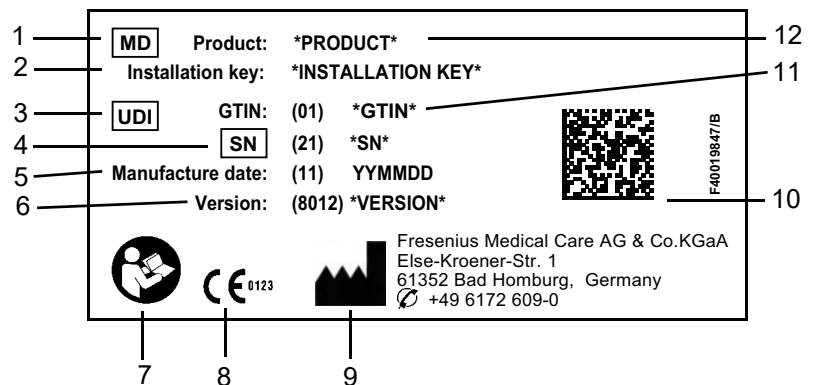 1 MD Product: *PRODUCT* 12
2 Installation key: *INSTALLATION KEY* 11
3 UDI GTIN: (01) *GTIN*
4 SN (21) *SN*
5 Manufacture date: (11) YYMMDD
6 Version: (8012) *VERSION* 10
F40019847/B
Fresenius Medical Care AG & Co.KGaA
Else-Kroener-Str. 1
61352 Bad Homburg, Germany
+49 6172 609-0
CE 0123
7 8 9